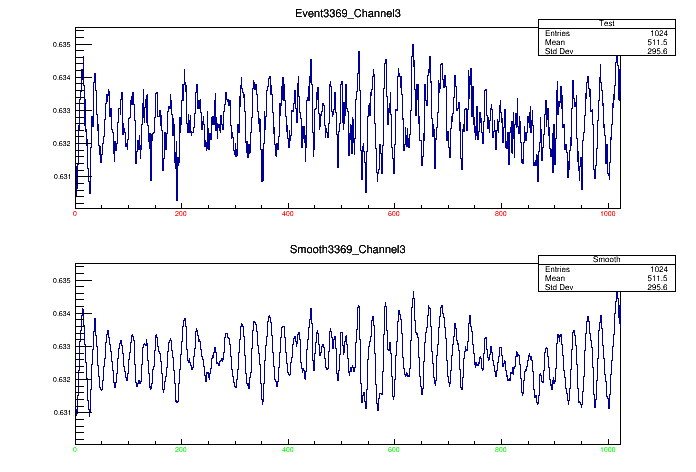 Event3369_Channel3
Test
Entries 1024
Mean 511.5
Std Dev 295.6
0.635
0.634
0.633
0.632
0.631
0 200 400 600 800 1000
Smooth3369_Channel3
Smooth
Entries 1024
Mean 511.5
Std Dev 295.6
0.635
0.634
0.633
0.632
0.631
0 200 400 600 800 1000